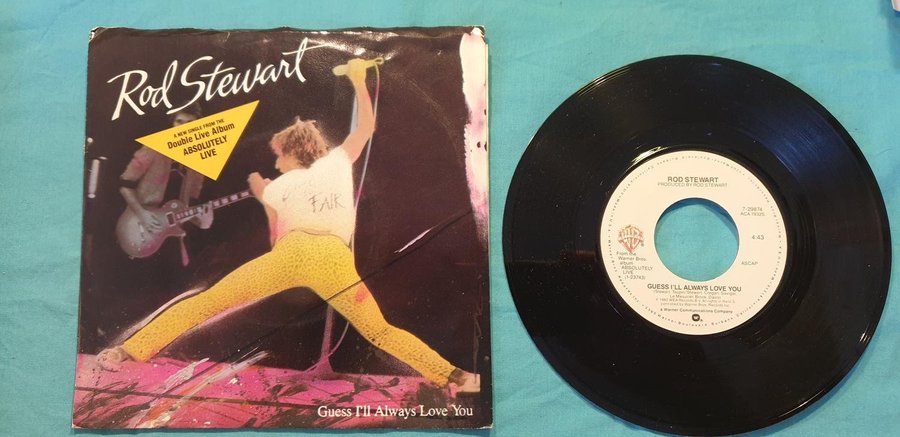 Rod Stewart
A NEW SINGLE FROM THE
Double Live Album
ABSOLUTELY
LIVE
FAIR
Guess I'll Always Love You
ROD STEWART
PRODUCED BY ROD STEWART
7-29874
4:43
ASCAP
From the
Warner Bros.
album
ABSOLUTELY
LIVE
(1-23743)
GUESS I'LL ALWAYS LOVE YOU
a Warner Communications Company